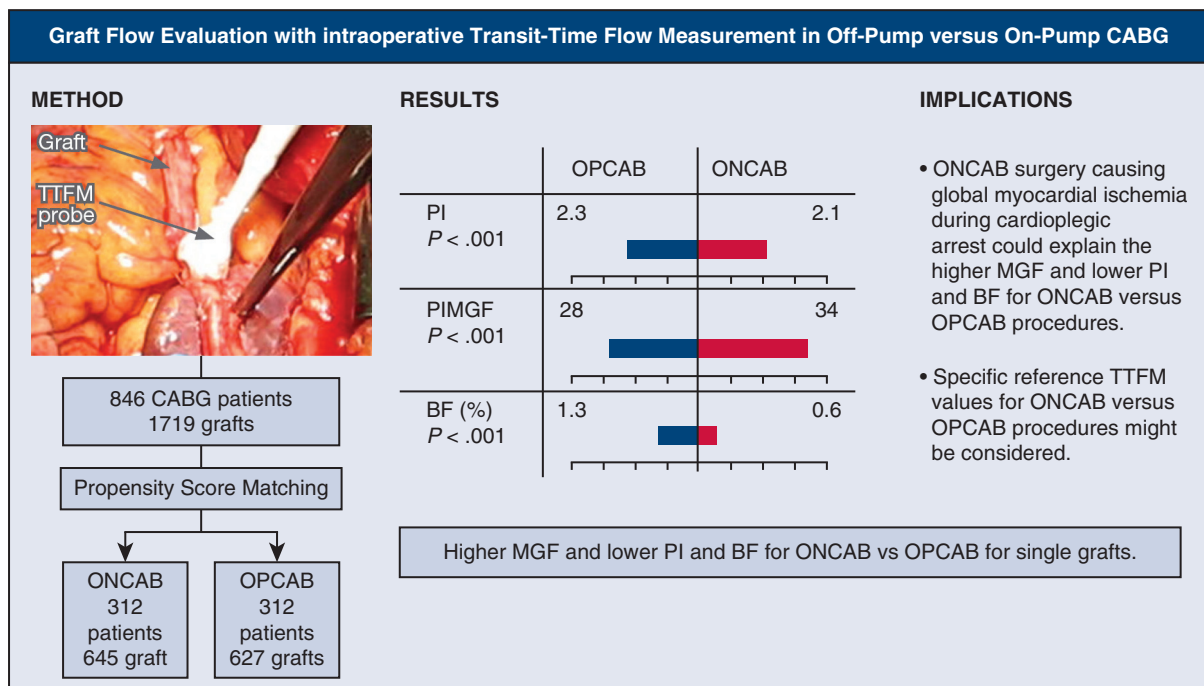 Graft Flow Evaluation with intraoperative Transit-Time Flow Measurement in Off-Pump versus On-Pump CABG
METHOD
Graft
TTFM
probe
846 CABG patients
1719 grafts
Propensity Score Matching
ONCAB
312
patients
645 graft
OPCAB
312
patients
627 grafts
RESULTS
OPCAB ONCAB
PI 2.3 2.1
P < .001
PIMGF 28 34
P < .001
BF (%) 1.3 0.6
P < .001
Higher MGF and lower PI and BF for ONCAB vs OPCAB for single grafts.
IMPLICATIONS
• ONCAB surgery causing
global myocardial ischemia
during cardioplegic
arrest could explain the
higher MGF and lower PI
and BF for ONCAB versus
OPCAB procedures.
• Specific reference TTFM
values for ONCAB versus
OPCAB procedures might
be considered.